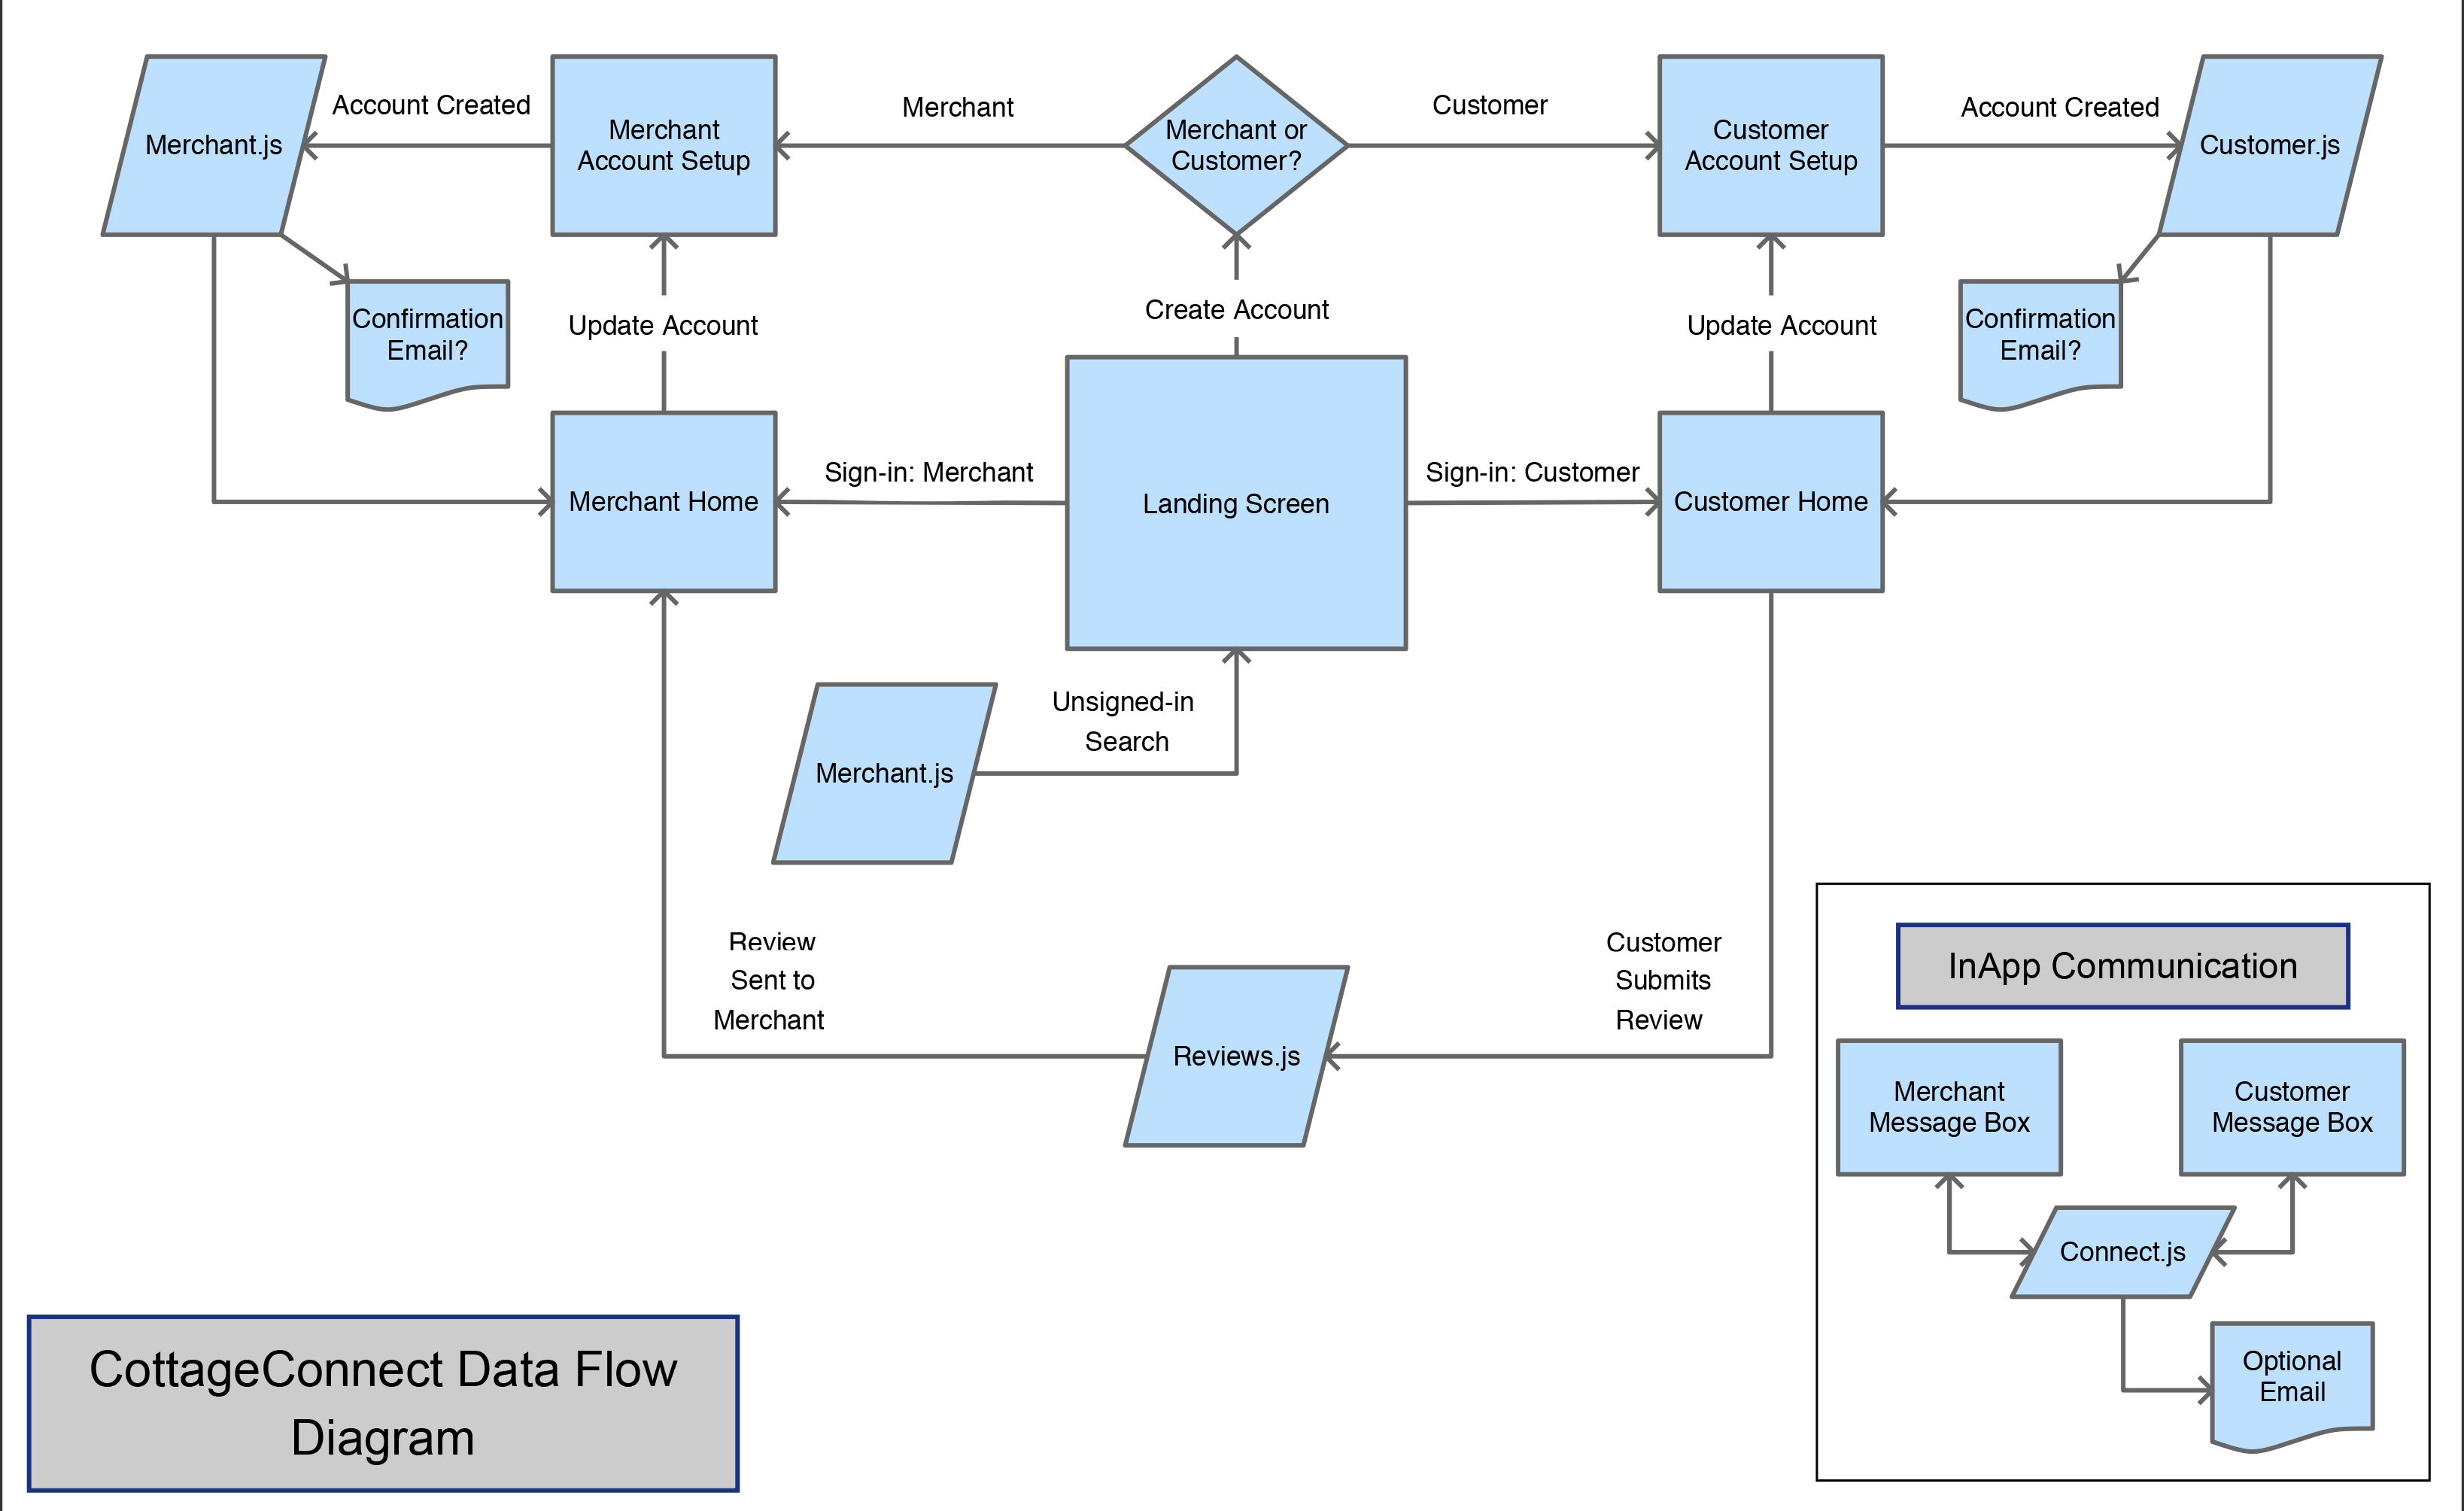 Merchant.js
Account Created
Merchant
Account Setup
Merchant
Merchant or
Customer?
Customer
Customer
Account Setup
Account Created
Customer.js
Confirmation
Email?
Update Account
Create Account
Update Account
Confirmation
Email?
Merchant Home
Sign-in: Merchant
Landing Screen
Sign-in: Customer
Customer Home
Merchant.js
Unsigned-in
Search
Review
Sent to
Merchant
Reviews.js
Customer
Submits
Review
InApp Communication
Merchant
Message Box
Customer
Message Box
Connect.js
Optional
Email
CottageConnect Data Flow
Diagram